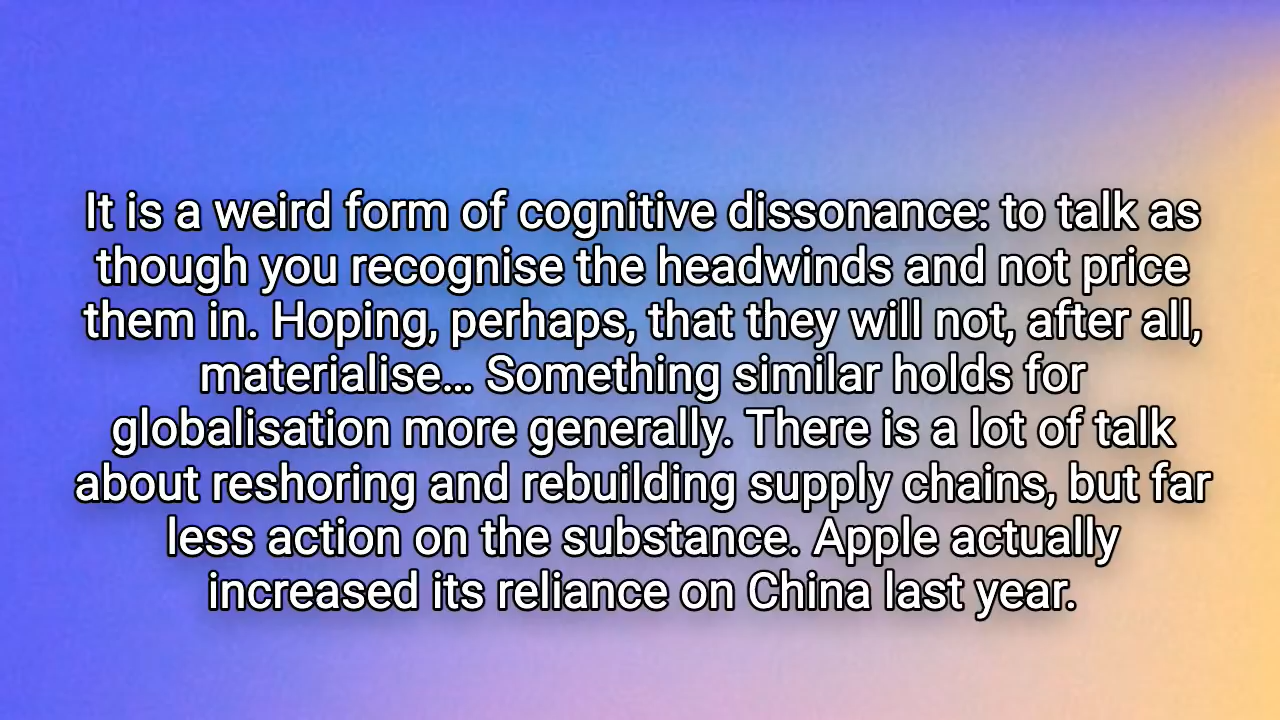 It is a weird form of cognitive dissonance: to talk as
though you recognise the headwinds and not price
them in. Hoping, perhaps, that they will not, after all,
materialise… Something similar holds for
globalisation more generally. There is a lot of talk
about reshoring and rebuilding supply chains, but far
less action on the substance. Apple actually
increased its reliance on China last year.